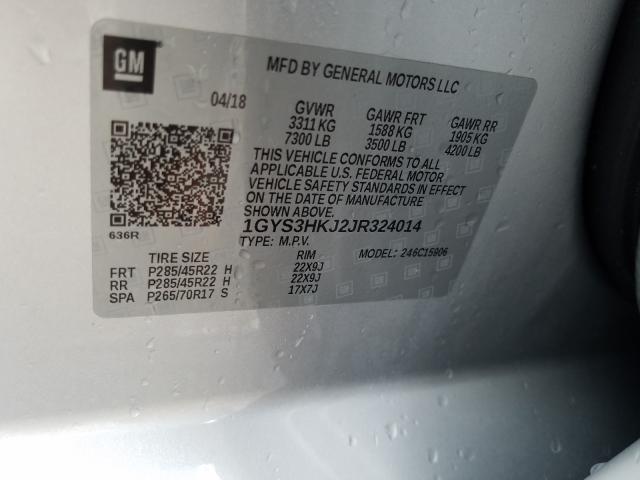 GM
MFD BY GENERAL MOTORS LLC
04/18
GVWR GAWR FRT GAWR RR
3311 KG 1588 KG 1905 KG
7300 LB 3500 LB 4200 LB
THIS VEHICLE CONFORMS TO ALL
APPLICABLE U.S. FEDERAL MOTOR
VEHICLE SAFETY STANDARDS IN EFFECT
ON THE DATE OF MANUFACTURE
SHOWN ABOVE.
636R
1GYS3HKJ2JR324014
TYPE: M.P.V. MODEL: 246C15906
TIRE SIZE RIM
FRT P285/45R22 H 22X9J
RR P285/45R22 H 22X9J
SPA P265/70R17 S 17X7J